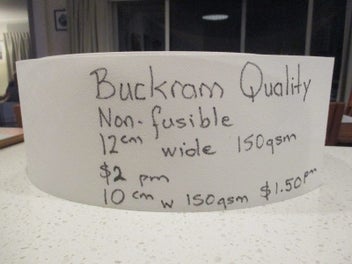 Buckram Quality
Non-fusible
12cm wide 150gsm
$2 pm
10cm w 150gsm $1.50pm